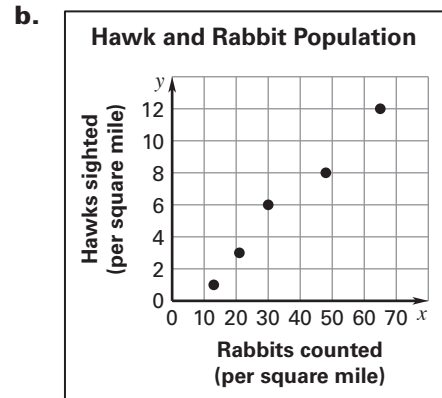 b.
Hawk and Rabbit Population
y
Hawks sighted
(per square mile)
12
10
8
6
4
2
0
0 10 20 30 40 50 60 70 x
Rabbits counted
(per square mile)